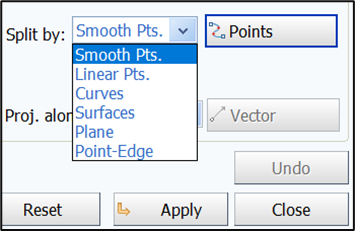 Split by: Smooth Pts. Points
Smooth Pts.
Linear Pts.
Curves
Surfaces
Plane
Point-Edge
Proj. alon Vector
Undo
Reset Apply Close